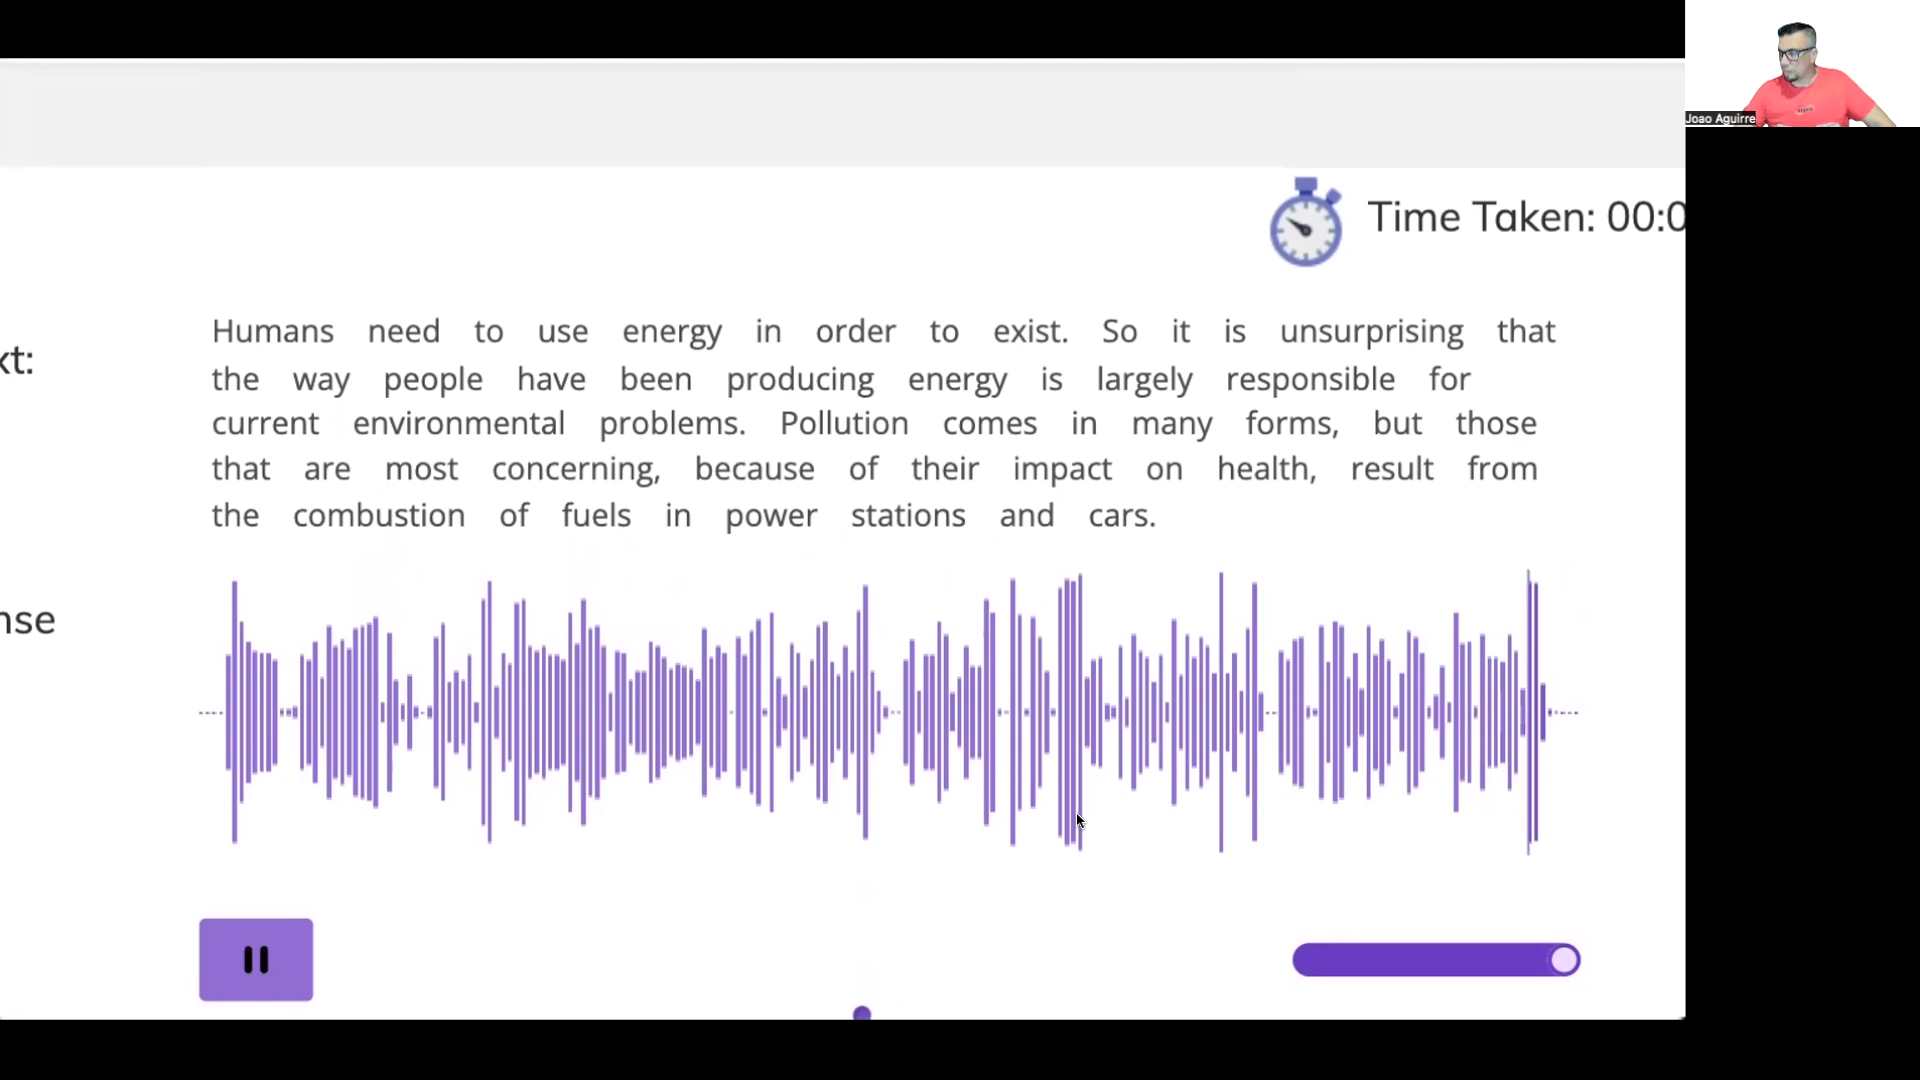 Joao Aguirre
Time Taken: 00:0
xt:
Humans need to use energy in order to exist. So it is unsurprising that
the way people have been producing energy is largely responsible for
current environmental problems. Pollution comes in many forms, but those
that are most concerning, because of their impact on health, result from
the combustion of fuels in power stations and cars.
nse